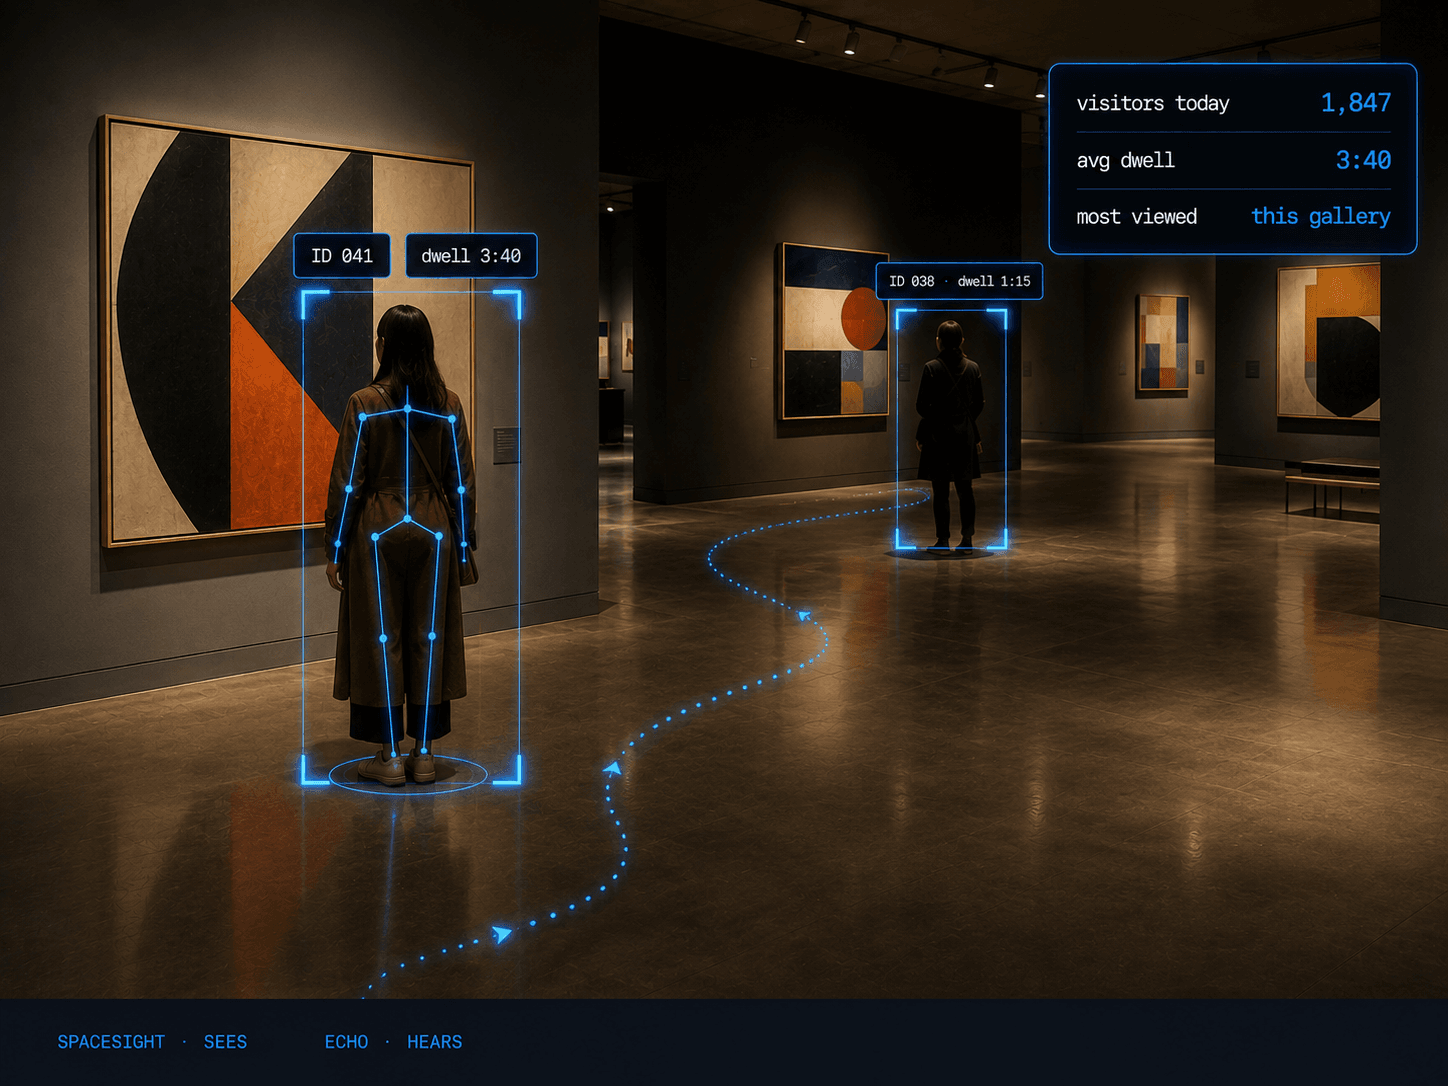 visitors today 1,847
avg dwell 3:40
most viewed this gallery
ID 041 dwell 3:40
ID 038 · dwell 1:15
SPACESIGHT · SEES ECHO · HEARS